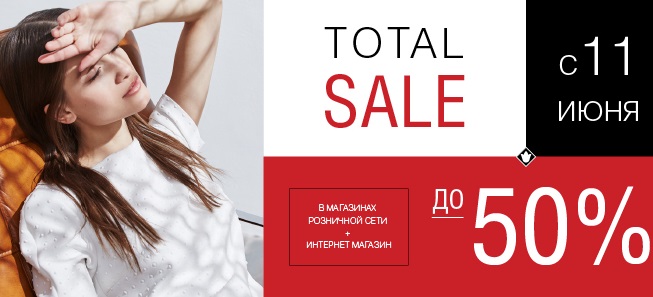 TOTAL
SALE
с 11
ИЮНЯ
В МАГАЗИНАХ
РОЗНИЧНОЙ СЕТИ
+
ИНТЕРНЕТ МАГАЗИН
ДО 50%